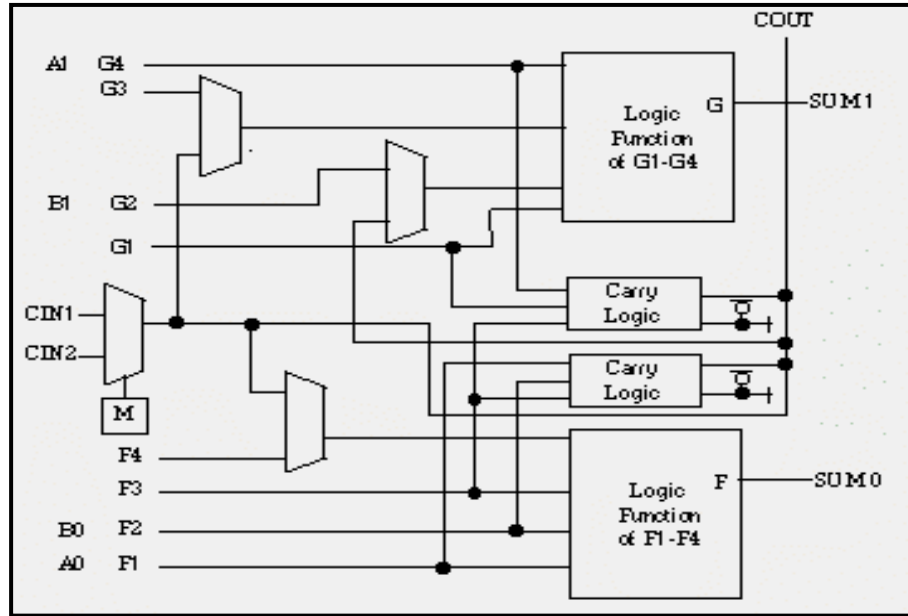 COUT
A1 G4
G3
G
SUM1
Logic
Function
of G1-G4
B1 G2
G1
Carry
Logic
CIN1
CIN2
Carry
Logic
M
F4
F3
F
SUM0
Logic
Function
of F1-F4
B0 F2
A0 F1